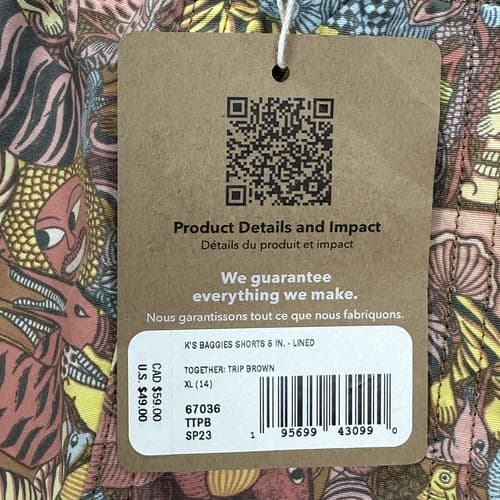 Product Details and Impact
Détails du produit et impact
We guarantee
everything we make.
Nous garantissons tout ce que nous fabriquons.
K'S BAGGIES SHORTS 5 IN. - LINED
TOGETHER: TRIP BROWN
XL (14)
67036
TTPB
SP23
CAD $59.00
U.S. $49.00
1 95699 43099 0